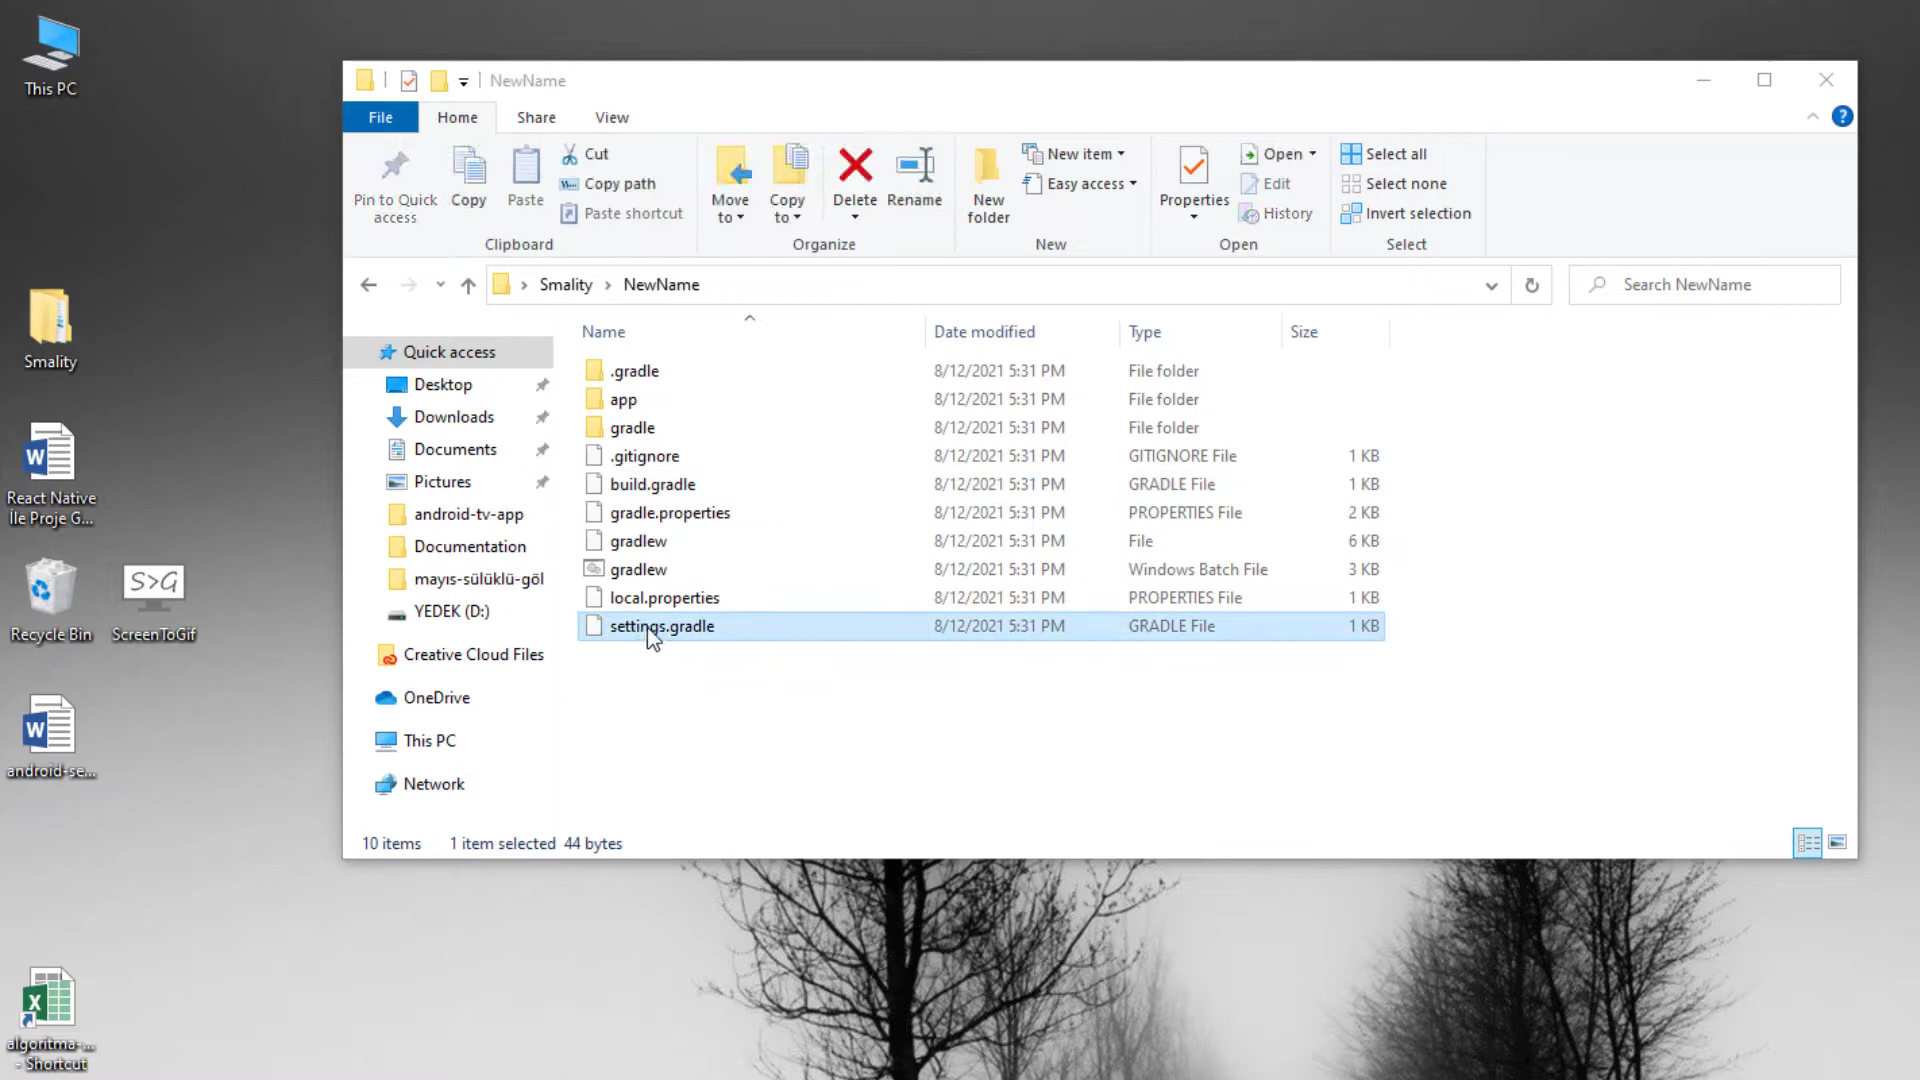 This PC
Smality
React Native
İle Proje G...
Recycle Bin
S>G
ScreenToGif
android-se...
algoritma-...
- Shortcut
NewName
File
Home
Share
View
Pin to Quick
access
Copy
Paste
Cut
Copy path
Paste shortcut
Clipboard
Move
to
Copy
to
Delete
Rename
Organize
New
folder
New item
Easy access
New
Properties
Open
Edit
History
Open
Select all
Select none
Invert selection
Select
Smality > NewName
Search NewName
Quick access
Desktop
Downloads
Documents
Pictures
android-tv-app
Documentation
mayıs-sülüklü-göl
YEDEK (D:)
Creative Cloud Files
OneDrive
This PC
Network
Name Date modified Type Size
.gradle 8/12/2021 5:31 PM File folder
app 8/12/2021 5:31 PM File folder
gradle 8/12/2021 5:31 PM File folder
.gitignore 8/12/2021 5:31 PM GITIGNORE File 1 KB
build.gradle 8/12/2021 5:31 PM GRADLE File 1 KB
gradle.properties 8/12/2021 5:31 PM PROPERTIES File 2 KB
gradlew 8/12/2021 5:31 PM File 6 KB
gradlew 8/12/2021 5:31 PM Windows Batch File 3 KB
local.properties 8/12/2021 5:31 PM PROPERTIES File 1 KB
settings.gradle 8/12/2021 5:31 PM GRADLE File 1 KB
10 items 1 item selected 44 bytes